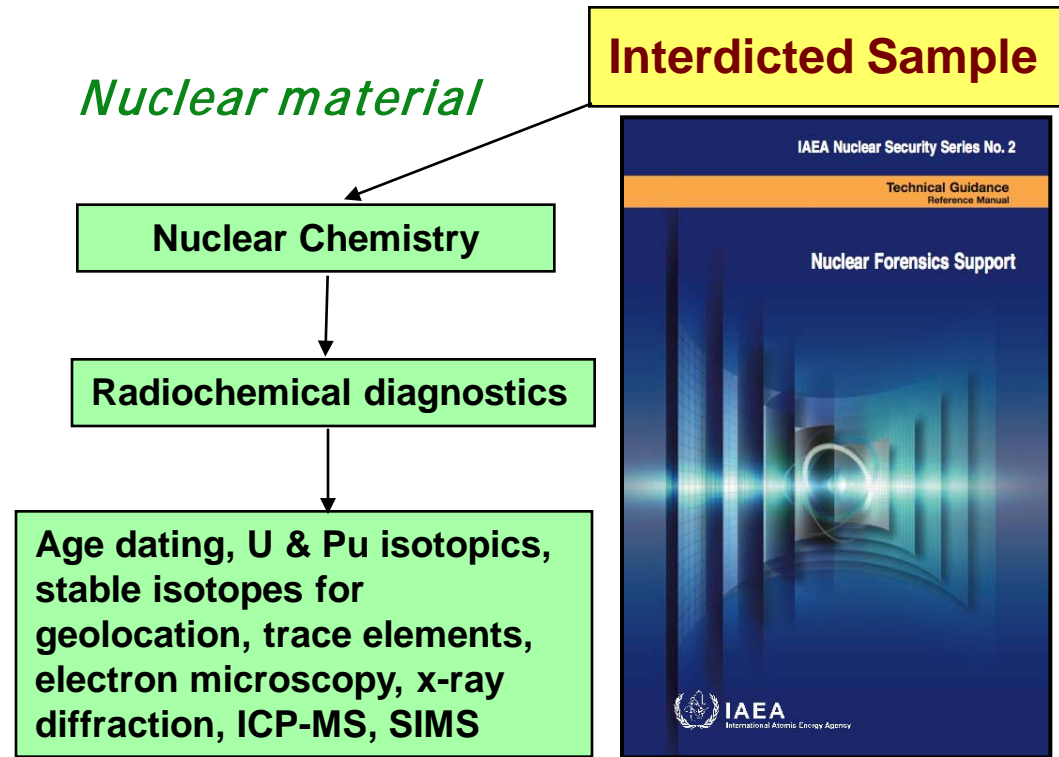 Interdicted Sample
Nuclear material
Nuclear Chemistry
Radiochemical diagnostics
Age dating, U & Pu isotopics,
stable isotopes for
geolocation, trace elements,
electron microscopy, x-ray
diffraction, ICP-MS, SIMS
IAEA Nuclear Security Series No. 2
Technical Guidance
Reference Manual
Nuclear Forensics Support
IAEA
International Atomic Energy Agency